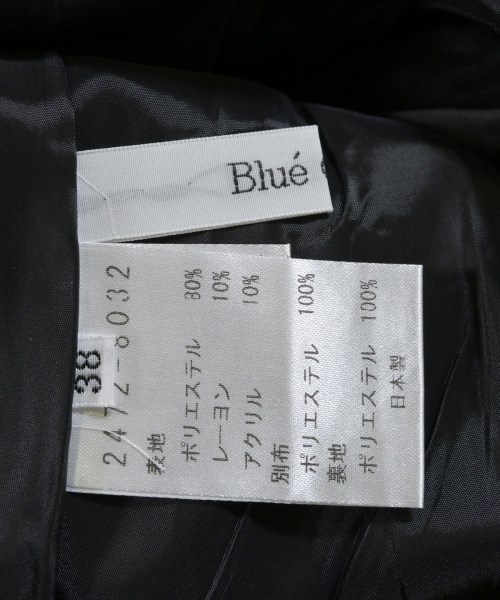 Blué
38
2472-8032
表地
ポリエステル 80%
レーヨン 10%
アクリル 10%
別布
ポリエステル 100%
裏地
ポリエステル 100%
日本製